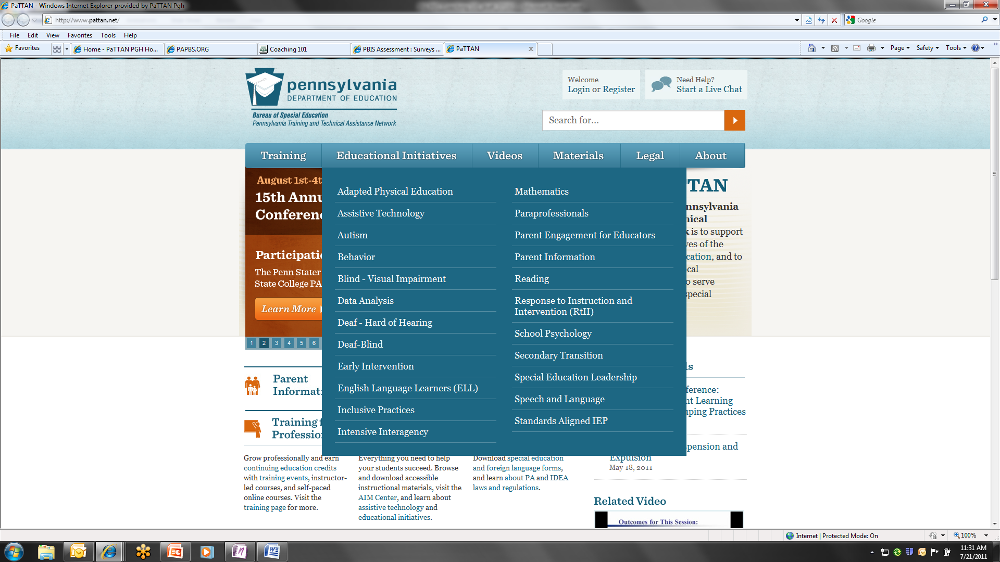 PaTTAN - Windows Internet Explorer provided by PaTTAN Pgh
http://www.pattan.net/
Google
File Edit View Favorites Tools Help
Favorites
Home - PaTTAN PGH Ho...
PAPBS.ORG
Coaching 101
PBIS Assessment : Surveys ...
PaTTAN
Page Safety Tools
pennsylvania
DEPARTMENT OF EDUCATION
Bureau of Special Education
Pennsylvania Training and Technical Assistance Network
Welcome
Login or Register
Need Help?
Start a Live Chat
Search for...
Training Educational Initiatives Videos Materials Legal About
August 1st-4t
15th Annu
Conferenc
Participati
The Penn Stater
State College PA
Learn More
1 2 3 4 5 6
Adapted Physical Education
Assistive Technology
Autism
Behavior
Blind - Visual Impairment
Data Analysis
Deaf - Hard of Hearing
Deaf-Blind
Early Intervention
English Language Learners (ELL)
Inclusive Practices
Intensive Interagency
Mathematics
Paraprofessionals
Parent Engagement for Educators
Parent Information
Reading
Response to Instruction and
Intervention (RtII)
School Psychology
Secondary Transition
Special Education Leadership
Speech and Language
Standards Aligned IEP
TTAN
nnsylvania
nical
k is to support
ves of the
cation, and to
ocal
o serve
special
Parent
Informati
Training f
Professio
Grow professionally and earn
continuing education credits
with training events, instructor-
led courses, and self-paced
online courses. Visit the
training page for more.
Everything you need to help
your students succeed. Browse
and download accessible
instructional materials, visit the
AIM Center, and learn about
assistive technology and
educational initiatives.
Download special education
and foreign language forms,
and learn about PA and IDEA
laws and regulations.
ls
ference:
nt Learning
uping Practices
pension and
Expulsion
May 18, 2011
Related Video
Outcomes for This Session:
Internet | Protected Mode: On
100%
11:31 AM
7/21/2011